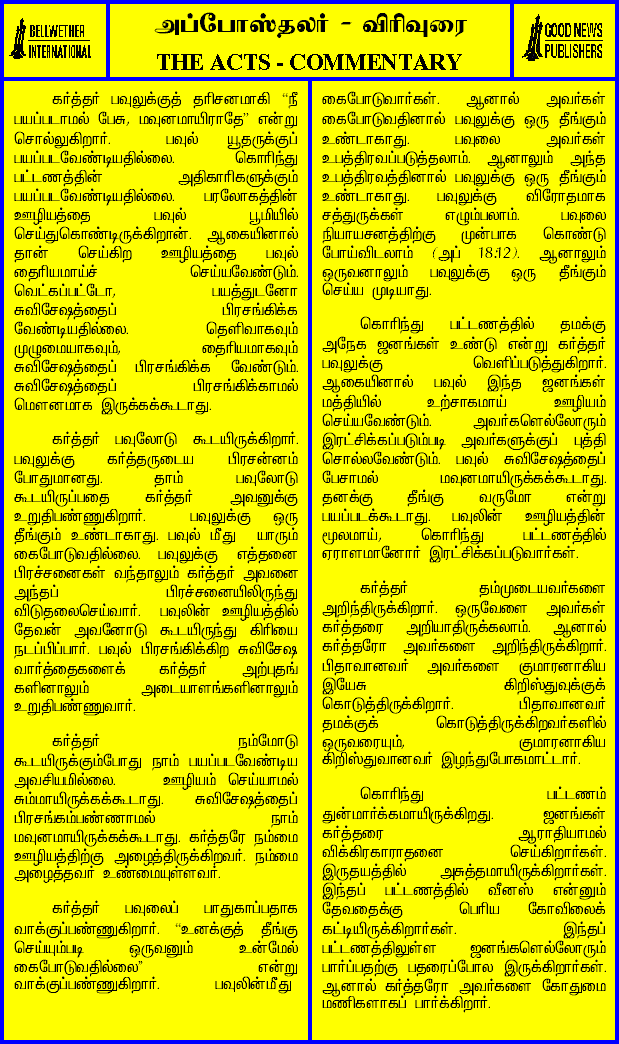 BELLWETHER
INTERNATIONAL
அப்போஸ்தலர் - விரிவுரை
THE ACTS - COMMENTARY
GOOD NEWS
PUBLISHERS
கர்த்தர் பவுலுக்குத் தரிசனமாகி “நீ
பயப்படாமல் பேசு, மவுனமாயிராதே” என்று
சொல்லுகிறார். பவுல் யூதருக்குப்
பயப்படவேண்டியதில்லை. கொரிந்து
பட்டணத்தின் அதிகாரிகளுக்கும்
பயப்படவேண்டியதில்லை. பரலோகத்தின்
ஊழியத்தை பவுல் பூமியில்
செய்துகொண்டிருக்கிறான். ஆகையினால்
தான் செய்கிற ஊழியத்தை பவுல்
தைரியமாய்ச் செய்யவேண்டும்.
வெட்கப்பட்டோ, பயத்துடனோ
சுவிசேஷத்தைப் பிரசங்கிக்க
வேண்டியதில்லை. தெளிவாகவும்
முழுமையாகவும், தைரியமாகவும்
சுவிசேஷத்தைப் பிரசங்கிக்க வேண்டும்.
சுவிசேஷத்தைப் பிரசங்கிக்காமல்
மௌனமாக இருக்கக்கூடாது.
கர்த்தர் பவுலோடு கூடயிருக்கிறார்.
பவுலுக்கு கர்த்தருடைய பிரசன்னம்
போதுமானது. தாம் பவுலோடு
கூடயிருப்பதை கர்த்தர் அவனுக்கு
உறுதிபண்ணுகிறார். பவுலுக்கு ஒரு
தீங்கும் உண்டாகாது. பவுல் மீது யாரும்
கைபோடுவதில்லை. பவுலுக்கு எத்தனை
பிரச்சனைகள் வந்தாலும் கர்த்தர் அவனை
அந்தப் பிரச்சனையிலிருந்து
விடுதலைசெய்வார். பவுலின் ஊழியத்தில்
தேவன் அவனோடு கூடயிருந்து கிரியை
நடப்பிப்பார். பவுல் பிரசங்கிக்கிற சுவிசேஷ
வார்த்தைகளைக் கர்த்தர் அற்புதங்
களினாலும் அடையாளங்களினாலும்
உறுதிபண்ணுவார்.
கர்த்தர் நம்மோடு
கூடயிருக்கும்போது நாம் பயப்படவேண்டிய
அவசியமில்லை. ஊழியம் செய்யாமல்
சும்மாயிருக்கக்கூடாது. சுவிசேஷத்தைப்
பிரசங்கம்பண்ணாமல் நாம்
மவுனமாயிருக்கக்கூடாது. கர்த்தரே நம்மை
ஊழியத்திற்கு அழைத்திருக்கிறவர். நம்மை
அழைத்தவர் உண்மையுள்ளவர்.
கர்த்தர் பவுலைப் பாதுகாப்பதாக
வாக்குப்பண்ணுகிறார். “உனக்குத் தீங்கு
செய்யும்படி ஒருவனும் உன்மேல்
கைபோடுவதில்லை” என்று
வாக்குப்பண்ணுகிறார். பவுலின்மீது
கைபோடுவார்கள். ஆனால் அவர்கள்
கைபோடுவதினால் பவுலுக்கு ஒரு தீங்கும்
உண்டாகாது. பவுலை அவர்கள்
உபத்திரவப்படுத்தலாம். ஆனாலும் அந்த
உபத்திரவத்தினால் பவுலுக்கு ஒரு தீங்கும்
உண்டாகாது. பவுலுக்கு விரோதமாக
சத்துருக்கள் எழும்பலாம். பவுலை
நியாயசனத்திற்கு முன்பாக கொண்டு
போய்விடலாம் (அப் 18:12). ஆனாலும்
ஒருவனாலும் பவுலுக்கு ஒரு தீங்கும்
செய்ய முடியாது.
கொரிந்து பட்டணத்தில் தமக்கு
அநேக ஜனங்கள் உண்டு என்று கர்த்தர்
பவுலுக்கு வெளிப்படுத்துகிறார்.
ஆகையினால் பவுல் இந்த ஜனங்கள்
மத்தியில் உற்சாகமாய் ஊழியம்
செய்யவேண்டும். அவர்களெல்லோரும்
இரட்சிக்கப்படும்படி அவர்களுக்குப் புத்தி
சொல்லவேண்டும். பவுல் சுவிசேஷத்தைப்
பேசாமல் மவுனமாயிருக்கக்கூடாது.
தனக்கு தீங்கு வருமோ என்று
பயப்படக்கூடாது. பவுலின் ஊழியத்தின்
மூலமாய், கொரிந்து பட்டணத்தில்
ஏராளமானோர் இரட்சிக்கப்படுவார்கள்.
கர்த்தர் தம்முடையவர்களை
அறிந்திருக்கிறார். ஒருவேளை அவர்கள்
கர்த்தரை அறியாதிருக்கலாம். ஆனால்
கர்த்தரோ அவர்களை அறிந்திருக்கிறார்.
பிதாவானவர் அவர்களை குமாரனாகிய
இயேசு கிறிஸ்துவுக்குக்
கொடுத்திருக்கிறார். பிதாவானவர்
தமக்குக் கொடுத்திருக்கிறவர்களில்
ஒருவரையும், குமாரனாகிய
கிறிஸ்துவானவர் இழந்துபோகமாட்டார்.
கொரிந்து பட்டணம்
துன்மார்க்கமாயிருக்கிறது. ஜனங்கள்
கர்த்தரை ஆராதியாமல்
விக்கிரகாராதனை செய்கிறார்கள்.
இருதயத்தில் அசுத்தமாயிருக்கிறார்கள்.
இந்தப் பட்டணத்தில் வீனஸ் என்னும்
தேவதைக்கு பெரிய கோவிலைக்
கட்டியிருக்கிறார்கள். இந்தப்
பட்டணத்திலுள்ள ஜனங்களெல்லோரும்
பார்ப்பதற்கு பதரைப்போல இருக்கிறார்கள்.
ஆனால் கர்த்தரோ அவர்களை கோதுமை
மணிகளாகப் பார்க்கிறார்.